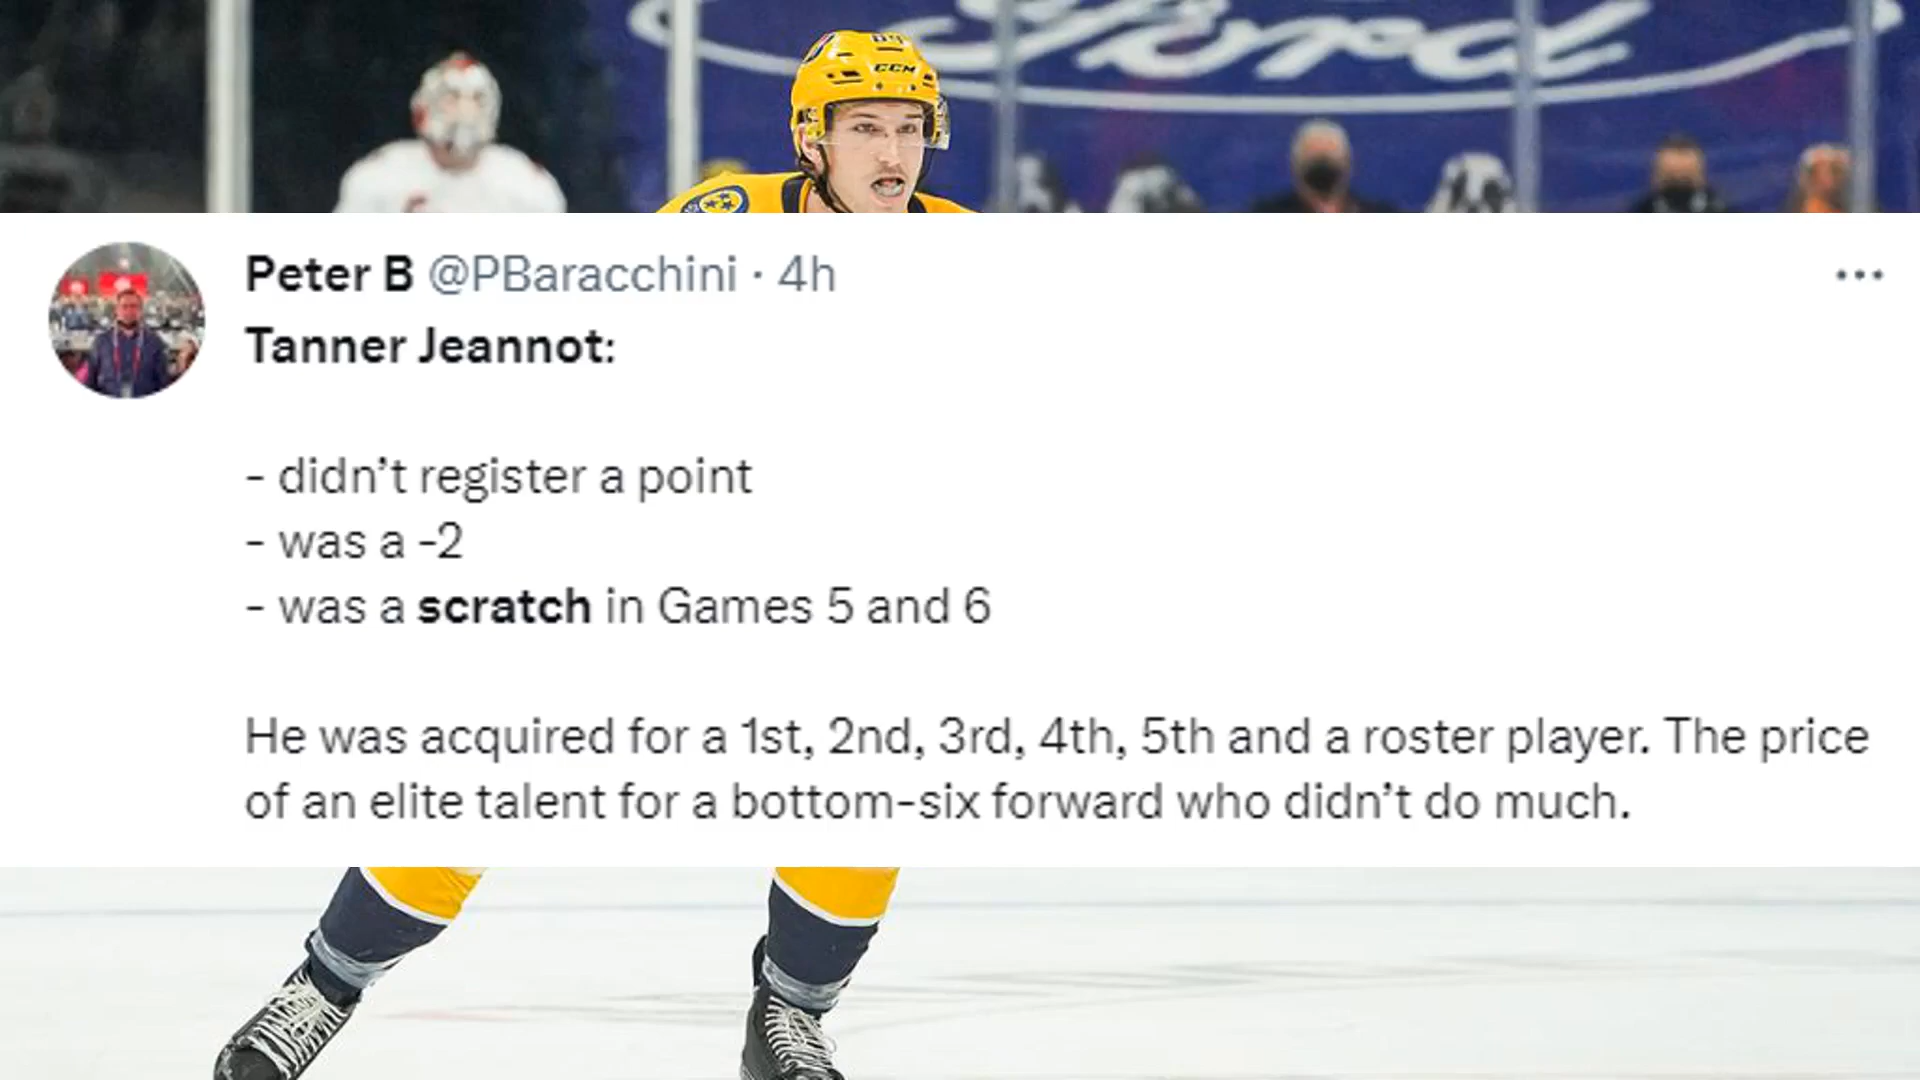 Ford
CCM
Peter B @PBaracchini · 4h
Tanner Jeannot:
- didn’t register a point
- was a -2
- was a scratch in Games 5 and 6
He was acquired for a 1st, 2nd, 3rd, 4th, 5th and a roster player. The price
of an elite talent for a bottom-six forward who didn’t do much.